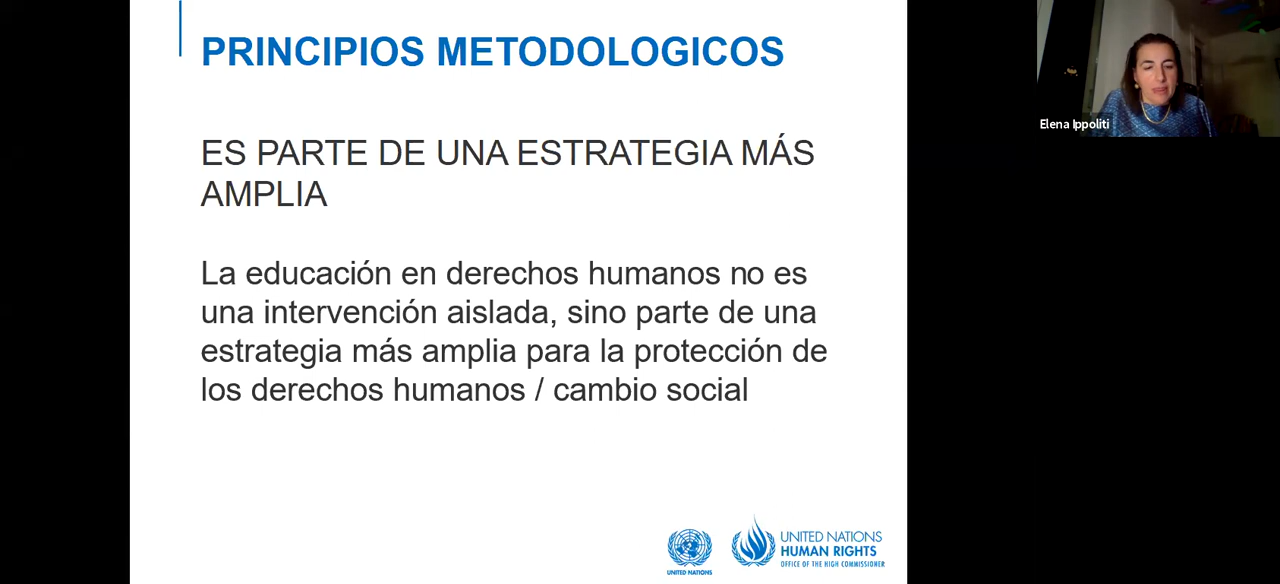 PRINCIPIOS METODOLOGICOS
ES PARTE DE UNA ESTRATEGIA MÁS
AMPLIA
La educación en derechos humanos no es
una intervención aislada, sino parte de una
estrategia más amplia para la protección de
los derechos humanos / cambio social
Elena Ippoliti
UNITED NATIONS
UNITED NATIONS
HUMAN RIGHTS
OFFICE OF THE HIGH COMMISSIONER